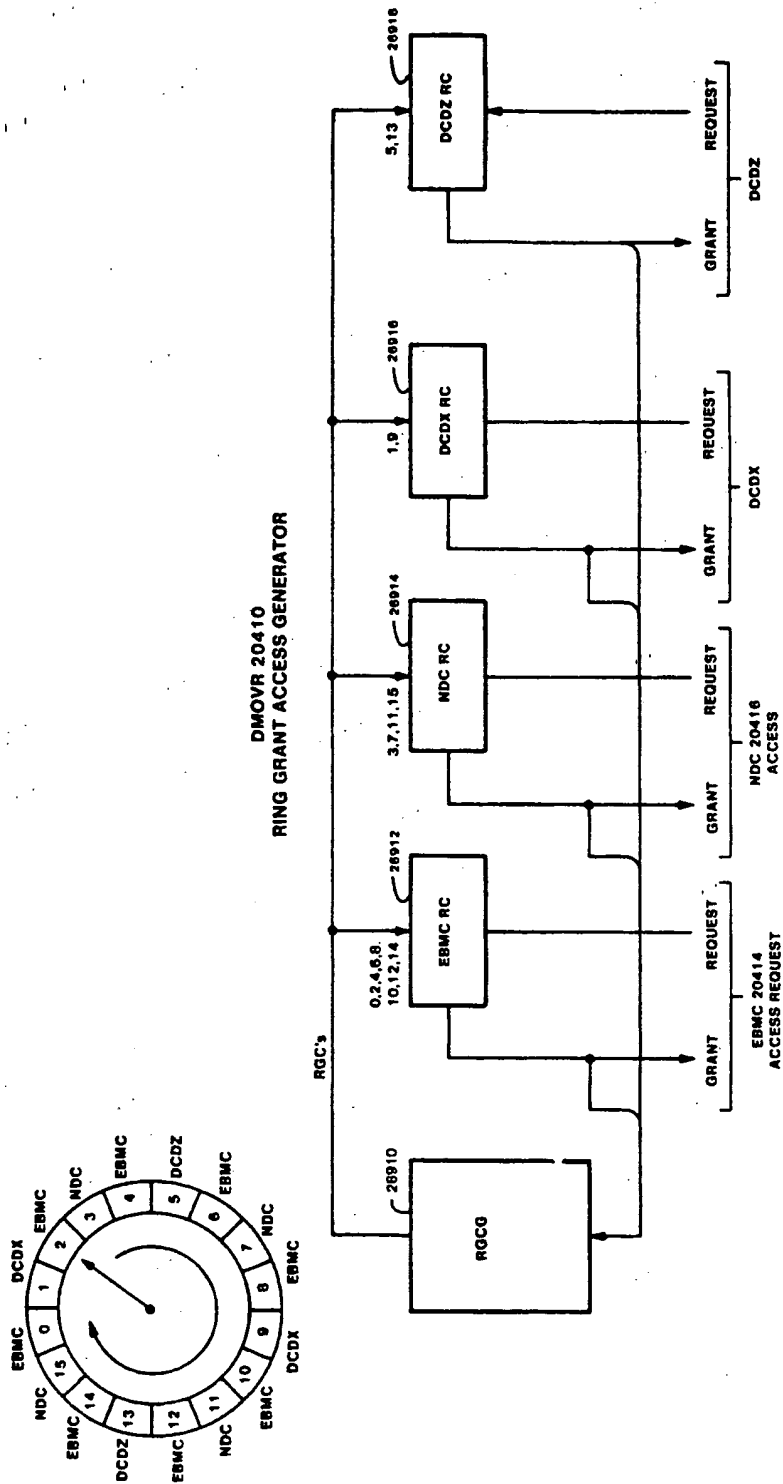 DMOVR 20410
RING GRANT ACCESS GENERATOR
EBMC
DCDX
EBMC
NDC
EBMC
DCDZ
EBMC
NDC
EBMC
DCDX
EBMC
NDC
EBMC
DCDZ
EBMC
NDC
0
1
2
3
4
5
6
7
8
9
10
11
12
13
14
15
RGC's
28910
RGCG
0,2,4,6,8.
10,12,14
26912
EBMC RC
3,7,11,15
26914
NDC RC
1,9
26916
DCDX RC
5,13
26918
DCDZ RC
GRANT REQUEST
EBMC 20414
ACCESS REQUEST
GRANT REQUEST
NDC 20416
ACCESS
GRANT REQUEST
DCDX
GRANT REQUEST
DCDZ